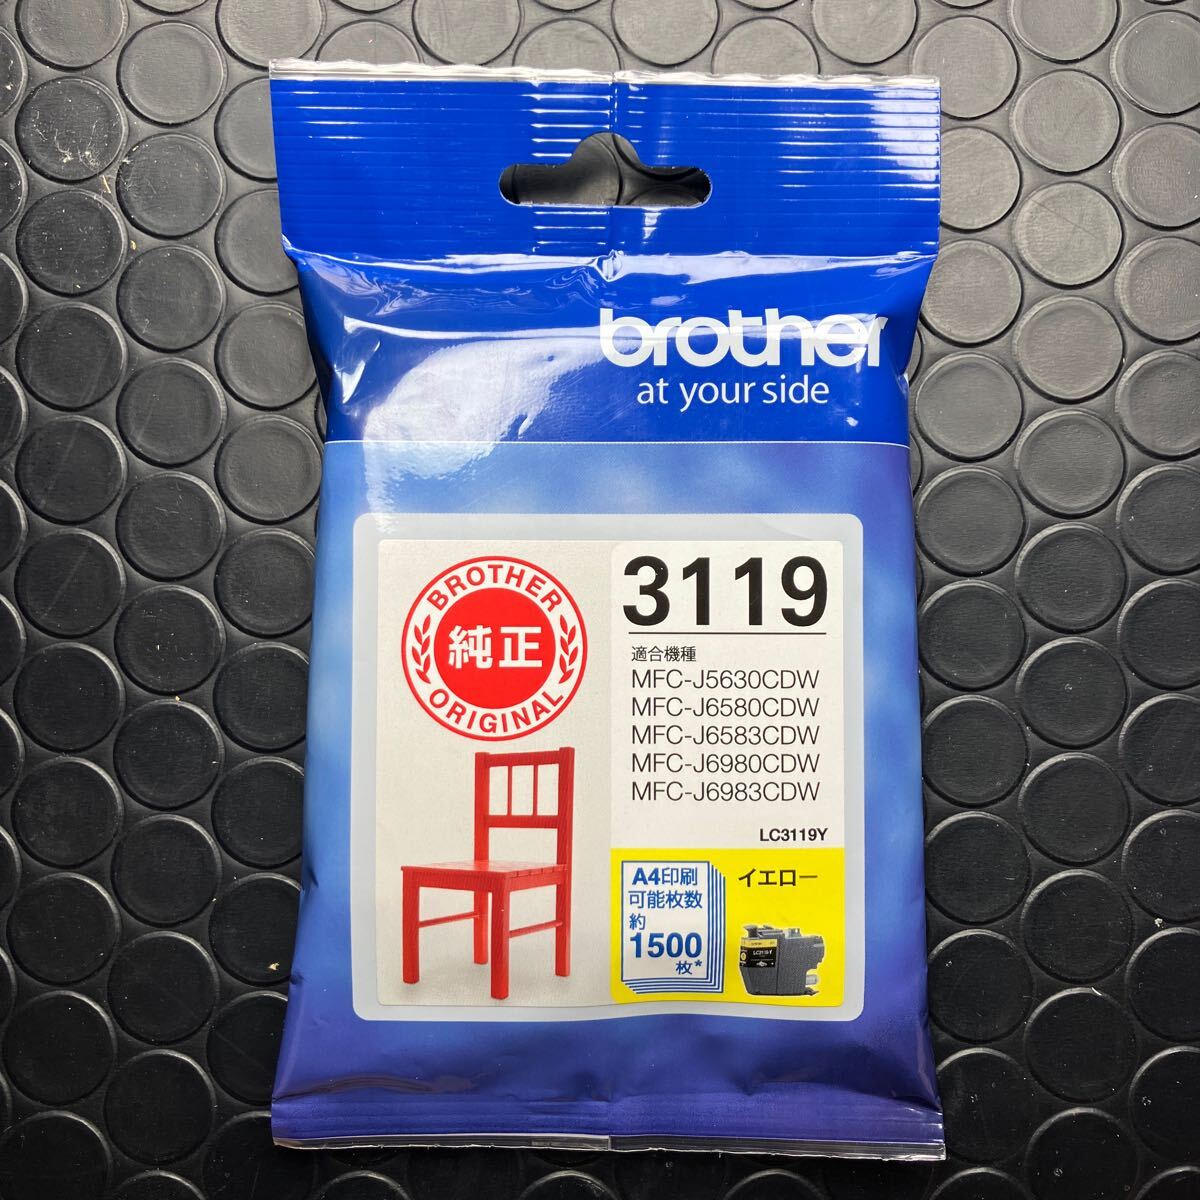 brother
at your side
BROTHER
純正
ORIGINAL
3119
適合機種
MFC-J5630CDW
MFC-J6580CDW
MFC-J6583CDW
MFC-J6980CDW
MFC-J6983CDW
LC3119Y
A4印刷
可能枚数
約
1500
枚*
イエロー
LC3119Y